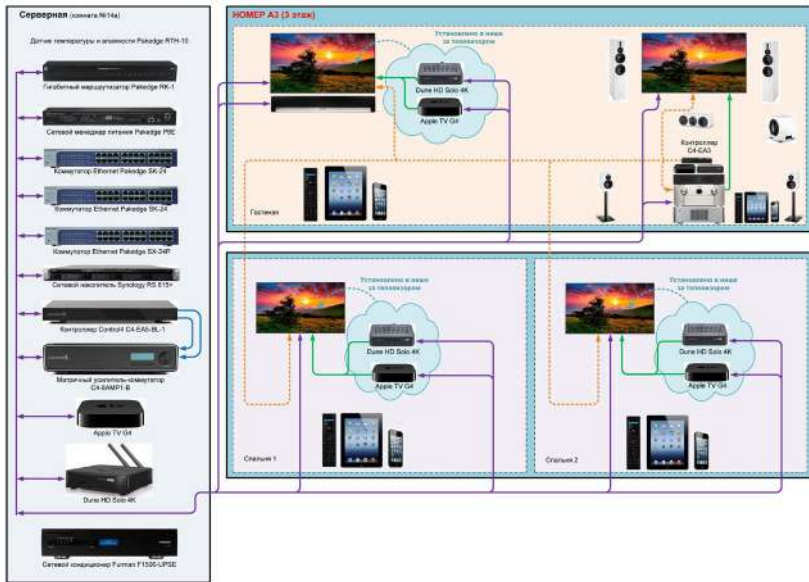 Серверная (комната №14а)
Датчик температуры и влажности Pakedge RTH-10
Гигабитный маршрутизатор Pakedge RK-1
Сетевой менеджер питания Pakedge P8E
Коммутатор Ethernet Pakedge SK-24
Коммутатор Ethernet Pakedge SK-24
Коммутатор Ethernet Pakedge SX-24P
Сетевой накопитель Synology RS 815+
Контроллер Control4 C4-EA5-BL-1
Матричный усилитель-коммутатор
C4-8AMP1-B
Apple TV G4
Dune HD Solo 4K
Сетевой кондиционер Furman F1500-UPSE
НОМЕР А3 (3 этаж)
Установлено в нише
за телевизором
Dune HD Solo 4K
Apple TV G4
Контроллер
C4-EA3
Гостиная
Установлено в нише
за телевизором
Dune HD Solo 4K
Apple TV G4
Спальня 1
Установлено в нише
за телевизором
Dune HD Solo 4K
Apple TV G4
Спальня 2